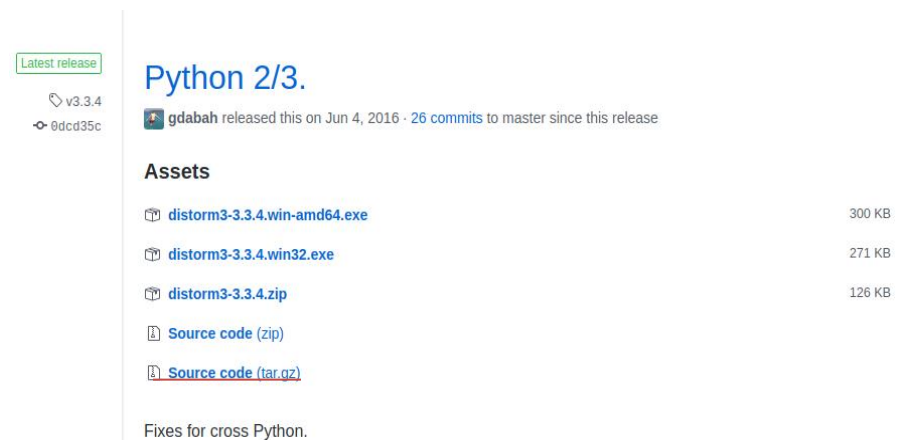 Latest release
v3.3.4
0dcd35c
Python 2/3.
gdabah released this on Jun 4, 2016 · 26 commits to master since this release
Assets
distorm3-3.3.4.win-amd64.exe 300 KB
distorm3-3.3.4.win32.exe 271 KB
distorm3-3.3.4.zip 126 KB
Source code (zip)
Source code (tar.gz)
Fixes for cross Python.